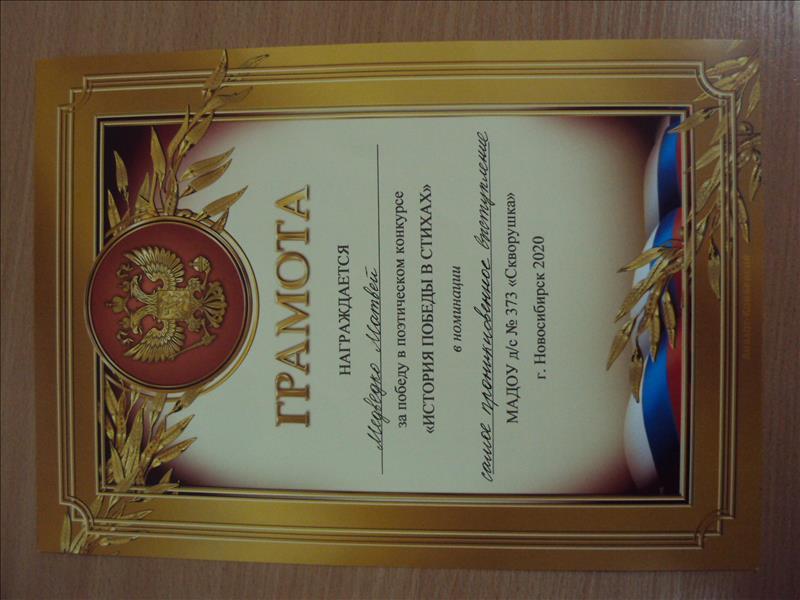 ГРАМОТА
НАГРАЖДАЕТСЯ
Медведко Матвей
за победу в поэтическом конкурсе
«ИСТОРИЯ ПОБЕДЫ В СТИХАХ»
в номинации
самое проникновенное выступление
МАДОУ д/с № 373 «Скворушка»
г. Новосибирск 2020